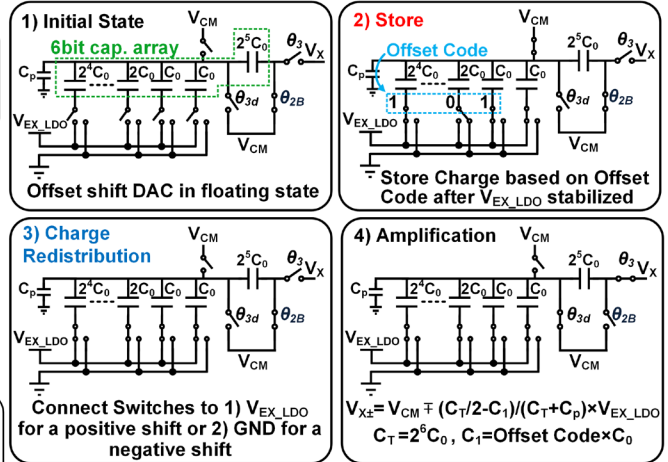 1) Initial State
V_CM
6bit cap. array
2^5C_0
θ_3
V_X
C_p
2^4C_0
2C_0
C_0
C_0
θ_3d
θ_2B
V_EX_LDO
V_CM
Offset shift DAC in floating state
2) Store
V_CM
Offset Code
2^5C_0
θ_3
V_X
C_p
2^4C_0
2C_0
C_0
C_0
1
0
1
θ_3d
θ_2B
V_EX_LDO
V_CM
Store Charge based on Offset
Code after V_EX_LDO stabilized
3) Charge
Redistribution
V_CM
2^5C_0
θ_3
V_X
C_p
2^4C_0
2C_0
C_0
C_0
θ_3d
θ_2B
V_EX_LDO
V_CM
Connect Switches to 1) V_EX_LDO
for a positive shift or 2) GND for a
negative shift
4) Amplification
V_CM
2^5C_0
θ_3
V_X
C_p
2^4C_0
2C_0
C_0
C_0
θ_3d
θ_2B
V_EX_LDO
V_CM
V_X±= V_CM ∓ (C_T/2-C_1)/(C_T+C_p)×V_EX_LDO
C_T=2^6C_0 , C_1=Offset Code×C_0